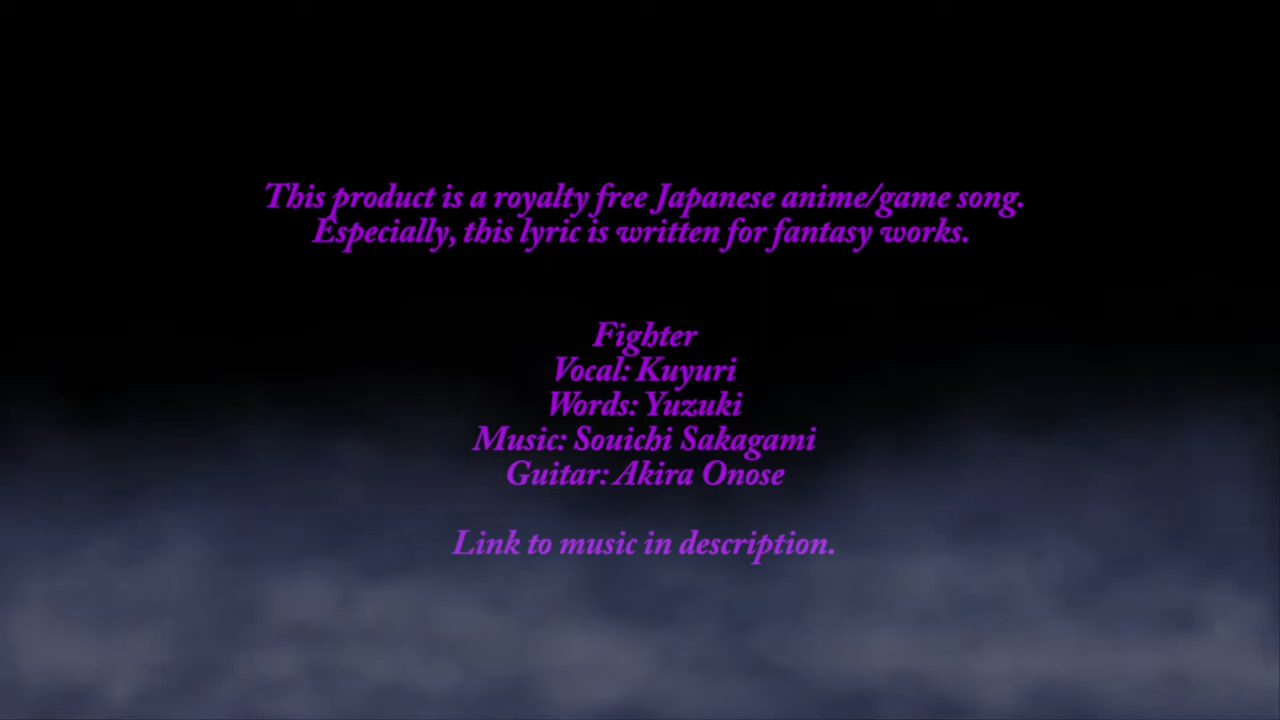 This product is a royalty free Japanese anime/game song.
Especially, this lyric is written for fantasy works.
Fighter
Vocal: Kuyuri
Words: Yuzuki
Music: Souichi Sakagami
Guitar: Akira Onose
Link to music in description.